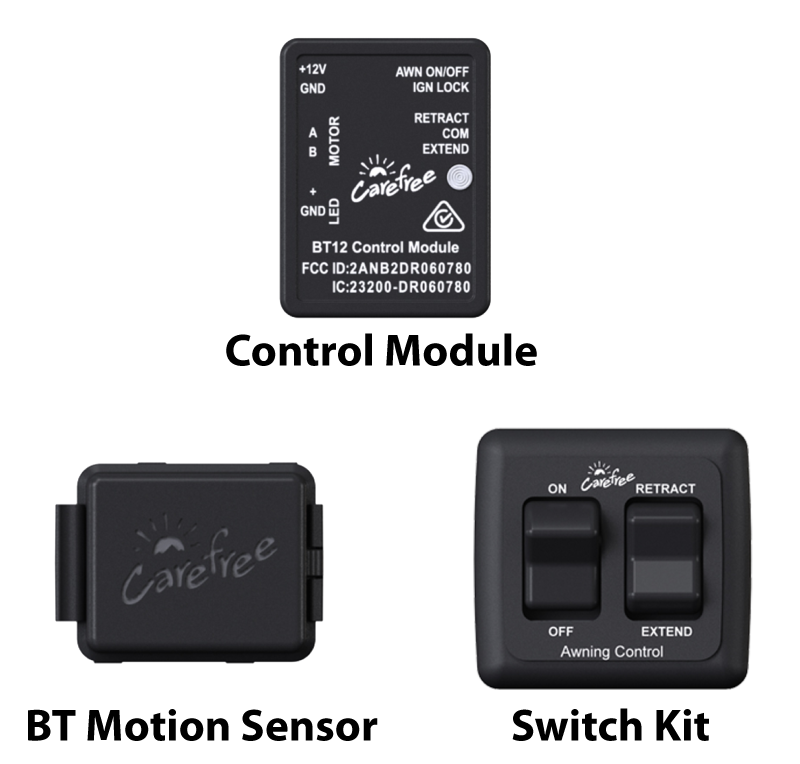 +12V
GND
AWN ON/OFF
IGN LOCK
RETRACT
COM
EXTEND
A
B
MOTOR
Carefree
+
GND
LED
BT12 Control Module
FCC ID:2ANB2DR060780
IC:23200-DR060780
Control Module
Carefree
BT Motion Sensor
Carefree
ON
RETRACT
OFF
EXTEND
Awning Control
Switch Kit